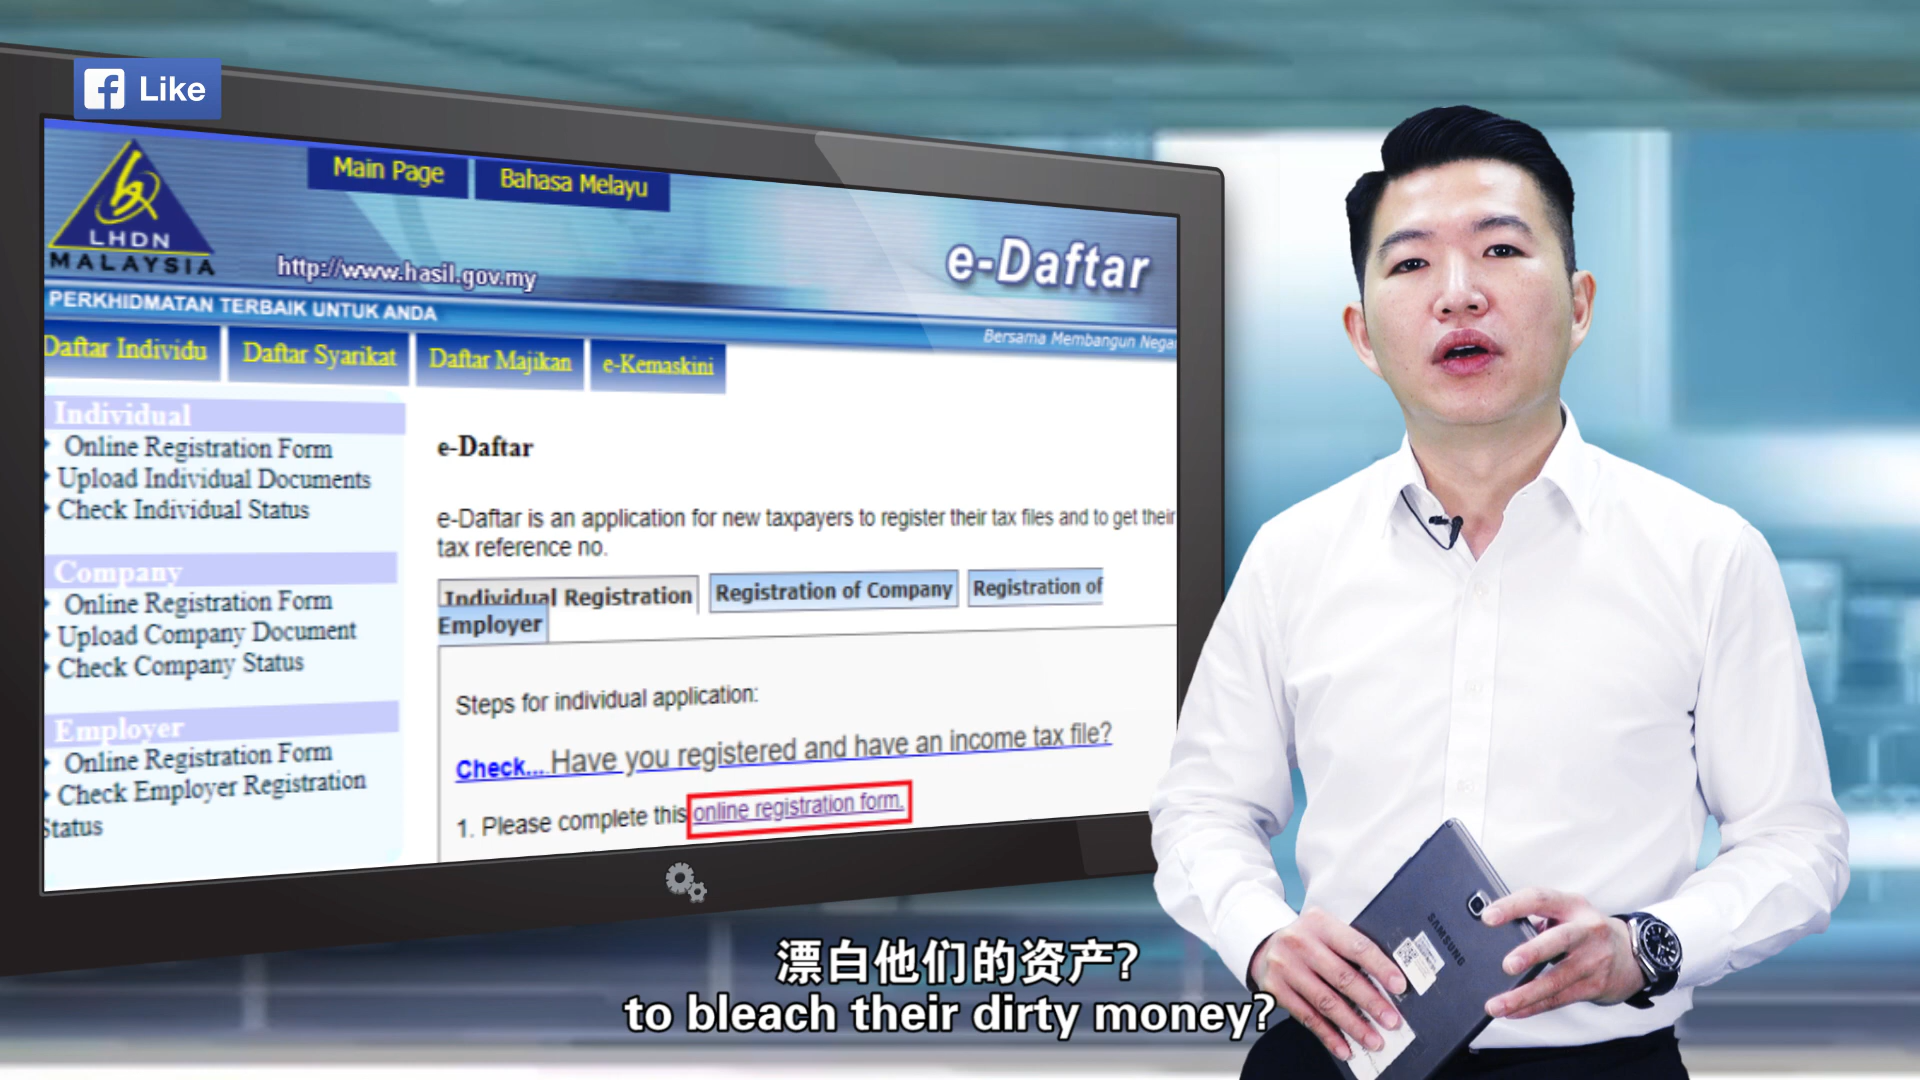 Like
LHDN
MALAYSIA
Main Page
Bahasa Melayu
http://www.hasil.gov.my
e-Daftar
PERKHIDMATAN TERBAIK UNTUK ANDA
Bersama Membangun Negar
Daftar Individu
Daftar Syarikat
Daftar Majikan
e-Kemaskini
Individual
Online Registration Form
Upload Individual Documents
Check Individual Status
Company
Online Registration Form
Upload Company Document
Check Company Status
Employer
Online Registration Form
Check Employer Registration
Status
e-Daftar
e-Daftar is an application for new taxpayers to register their tax files and to get their
tax reference no.
Individual Registration
Registration of Company
Registration of
Employer
Steps for individual application:
Check... Have you registered and have an income tax file?
1. Please complete this online registration form.
SAMSUNG
漂白他们的资产?
to bleach their dirty money?